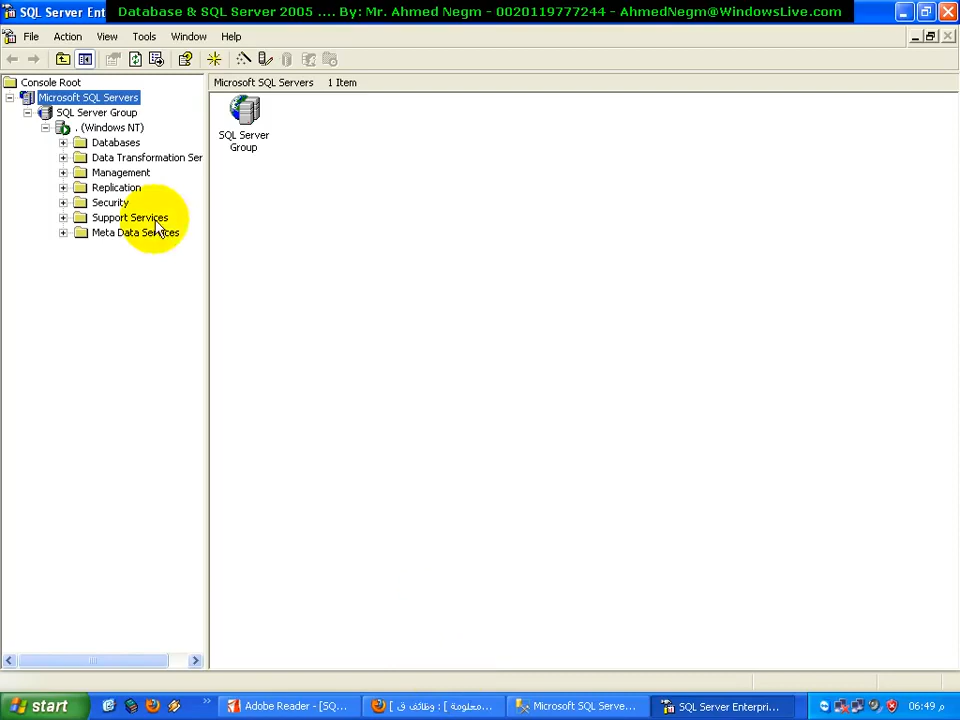 SQL Server Ent
Database & SQL Server 2005 .... By: Mr. Ahmed Negm - 0020119777244 - AhmedNegm@WindowsLive.com
File Action View Tools Window Help
Console Root
Microsoft SQL Servers
SQL Server Group
. (Windows NT)
Databases
Data Transformation Ser
Management
Replication
Security
Support Services
Meta Data Services
Microsoft SQL Servers 1 Item
SQL Server
Group
start
Adobe Reader - [SQ...
[ معلومة ] : وظائف ق...
Microsoft SQL Serve...
SQL Server Enterpri...
06:49 م